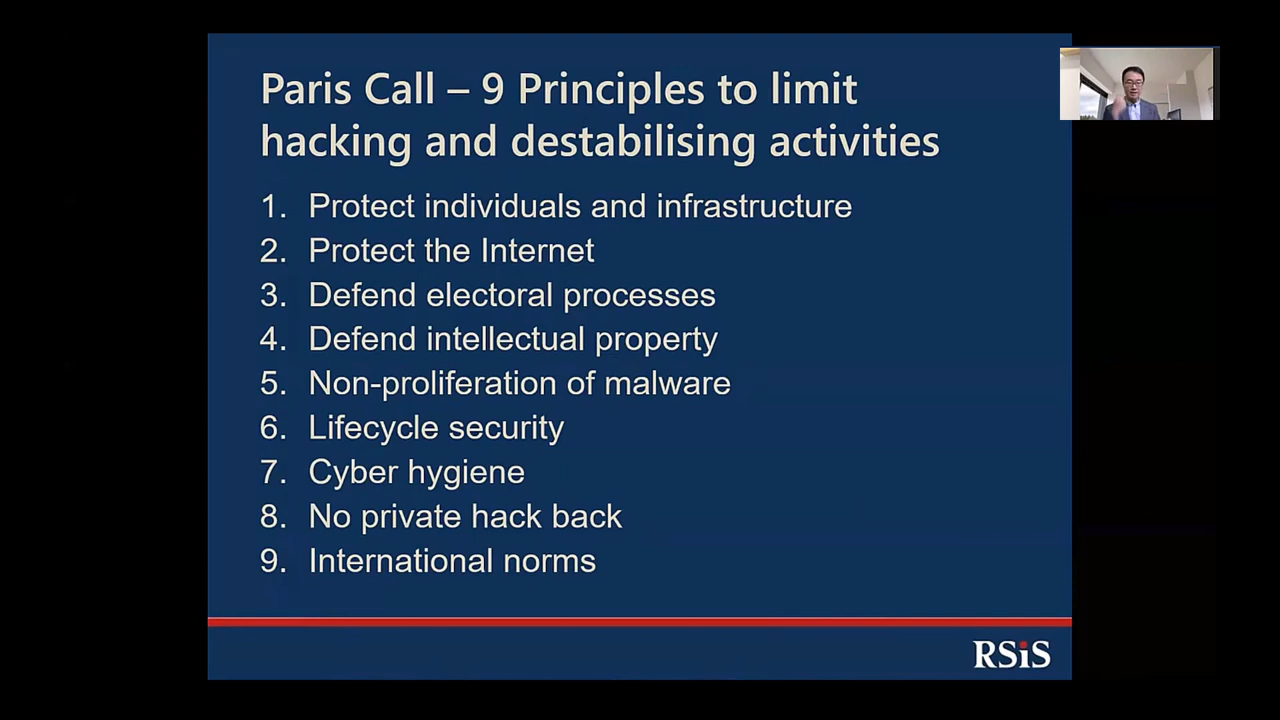 Paris Call – 9 Principles to limit
hacking and destabilising activities
1. Protect individuals and infrastructure
2. Protect the Internet
3. Defend electoral processes
4. Defend intellectual property
5. Non-proliferation of malware
6. Lifecycle security
7. Cyber hygiene
8. No private hack back
9. International norms
RSiS